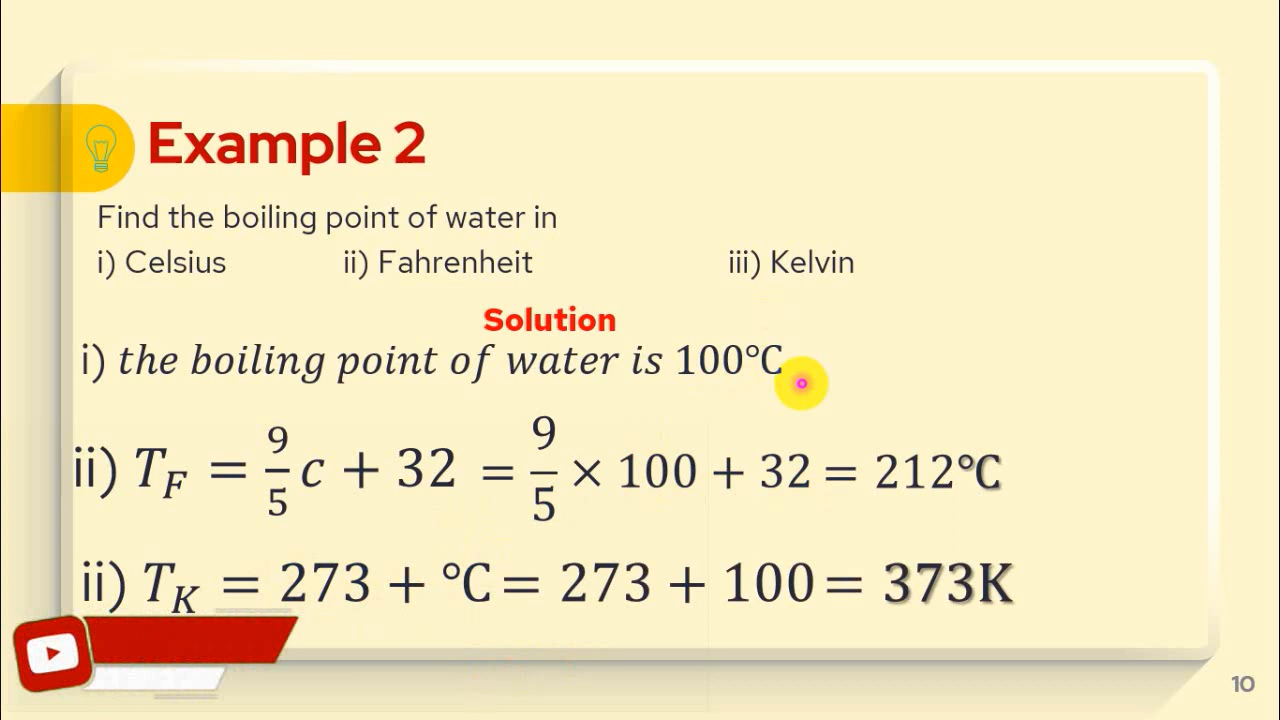 Example 2
Find the boiling point of water in
i) Celsius ii) Fahrenheit iii) Kelvin
Solution
i) the boiling point of water is 100℃
ii) T_F = 9/5 c + 32 = 9/5 × 100 + 32 = 212℃
ii) T_K = 273 + ℃ = 273 + 100 = 373K
10